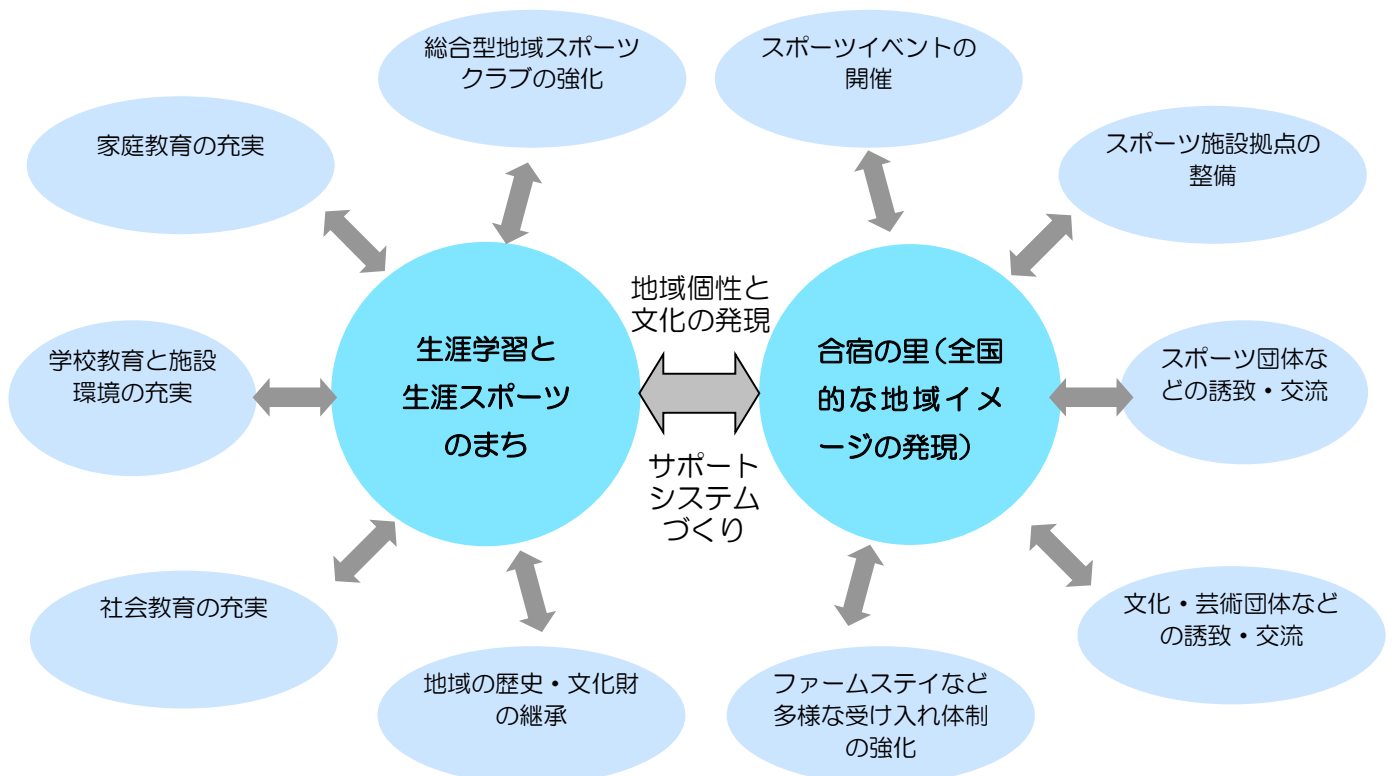 総合型地域スポーツ
クラブの強化
スポーツイベントの
開催
家庭教育の充実
スポーツ施設拠点の
整備
地域個性と
文化の発現
生涯学習と
生涯スポーツ
のまち
合宿の里（全国
的な地域イメ
ージの発現）
学校教育と施設
環境の充実
スポーツ団体な
どの誘致・交流
サポート
システム
づくり
社会教育の充実
文化・芸術団体など
の誘致・交流
地域の歴史・文化財
の継承
ファームステイなど
多様な受け入れ体制
の強化